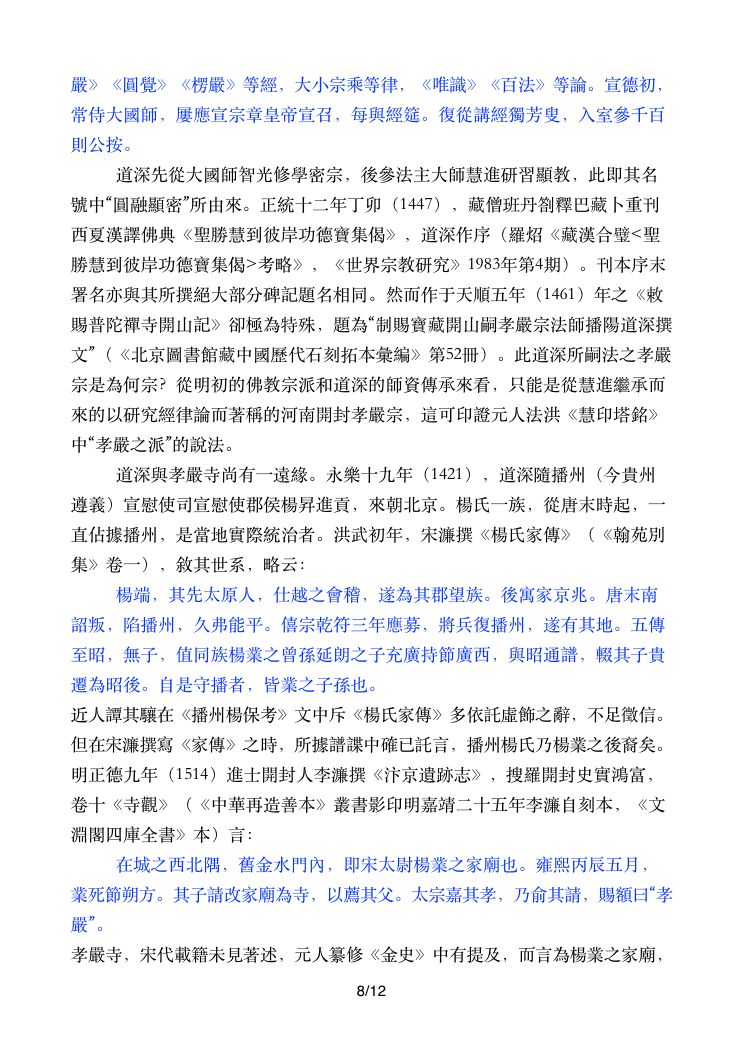 嚴》《圓覺》《楞嚴》等經，大小宗乘等律，《唯識》《百法》等論。宣德初，
常侍大國師，屢應宣宗章皇帝宣召，每與經筵。復從講經獨芳叟，入室參千百
則公按。
道深先從大國師智光修學密宗，後參法主大師慧進研習顯教，此即其名
號中“圓融顯密”所由來。正統十二年丁卯（1447），藏僧班丹劄釋巴藏卜重刊
西夏漢譯佛典《聖勝慧到彼岸功德寶集偈》，道深作序（羅炤《藏漢合璧<聖
勝慧到彼岸功德寶集偈>考略》，《世界宗教研究》1983年第4期）。刊本序末
署名亦與其所撰絕大部分碑記題名相同。然而作于天順五年（1461）年之《敕
賜普陀禪寺開山記》卻極為特殊，題為“制賜寶藏開山嗣孝嚴宗法師播陽道深撰
文”（《北京圖書館藏中國歷代石刻拓本彙編》第52冊）。此道深所嗣法之孝嚴
宗是為何宗？從明初的佛教宗派和道深的師資傳承來看，只能是從慧進繼承而
來的以研究經律論而著稱的河南開封孝嚴宗，這可印證元人法洪《慧印塔銘》
中“孝嚴之派”的說法。
道深與孝嚴寺尚有一遠緣。永樂十九年（1421），道深隨播州（今貴州
遵義）宣慰使司宣慰使郡侯楊昇進貢，來朝北京。楊氏一族，從唐末時起，一
直佔據播州，是當地實際統治者。洪武初年，宋濂撰《楊氏家傳》（《翰苑別
集》卷一），敘其世系，略云：
楊端，其先太原人，仕越之會稽，遂為其郡望族。後寓家京兆。唐末南
詔叛，陷播州，久弗能平。僖宗乾符三年應募，將兵復播州，遂有其地。五傳
至昭，無子，值同族楊業之曾孫延朗之子充廣持節廣西，與昭通譜，輟其子貴
遷為昭後。自是守播者，皆業之子孫也。
近人譚其驤在《播州楊保考》文中斥《楊氏家傳》多依託虛飾之辭，不足徵信。
但在宋濂撰寫《家傳》之時，所據譜諜中確已託言，播州楊氏乃楊業之後裔矣。
明正德九年（1514）進士開封人李濂撰《汴京遺跡志》，搜羅開封史實鴻富，
卷十《寺觀》（《中華再造善本》叢書影印明嘉靖二十五年李濂自刻本，《文
淵閣四庫全書》本）言：
在城之西北隅，舊金水門內，即宋太尉楊業之家廟也。雍熙丙辰五月，
業死節朔方。其子請改家廟為寺，以薦其父。太宗嘉其孝，乃俞其請，賜額曰“孝
嚴”。
孝嚴寺，宋代載籍未見著述，元人纂修《金史》中有提及，而言為楊業之家廟，
8/12